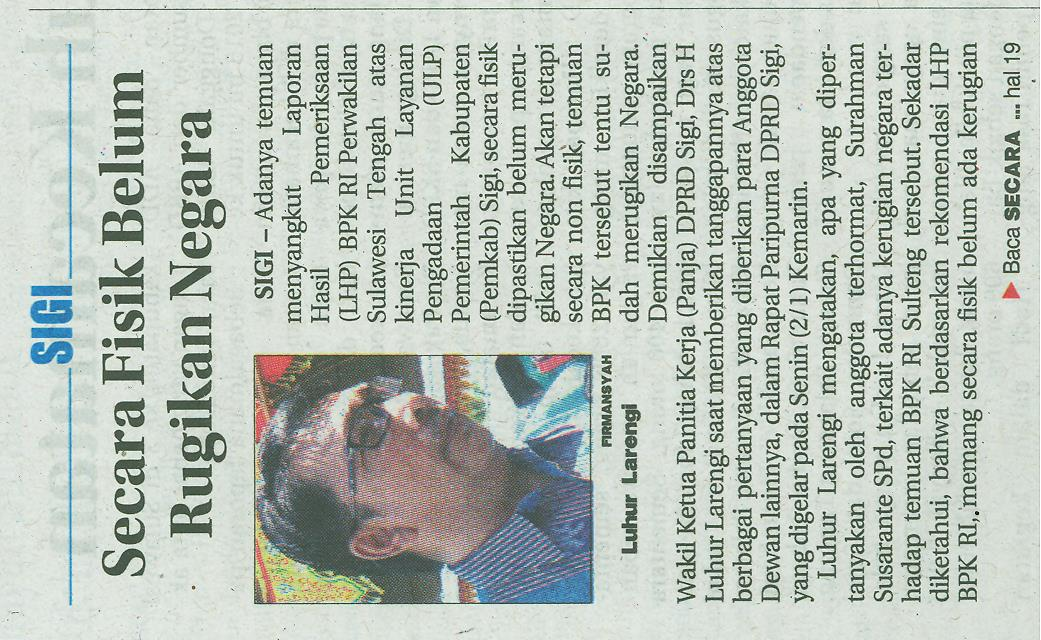 SIGI
Secara Fisik Belum
Rugikan Negara
FIRMANSYAH
Luhur Larengi
SIGI – Adanya temuan
menyangkut Laporan
Hasil Pemeriksaan
(LHP) BPK RI Perwakilan
Sulawesi Tengah atas
kinerja Unit Layanan
Pengadaan (ULP)
Pemerintah Kabupaten
(Pemkab) Sigi, secara fisik
dipastikan belum meru-
gikan Negara. Akan tetapi
secara non fisik, temuan
BPK tersebut tentu su-
dah merugikan Negara.
Demikian disampaikan
Wakil Ketua Panitia Kerja (Panja) DPRD Sigi, Drs H
Luhur Larengi saat memberikan tanggapannya atas
berbagai pertanyaan yang diberikan para Anggota
Dewan lainnya, dalam Rapat Paripurna DPRD Sigi,
yang digelar pada Senin (2/1) Kemarin.
Luhur Larengi mengatakan, apa yang diper-
tanyakan oleh anggota terhormat, Surahman
Susarante SPd, terkait adanya kerugian negara ter-
hadap temuan BPK RI Sulteng tersebut. Sekadar
diketahui, bahwa berdasarkan rekomendasi LHP
BPK RI, memang secara fisik belum ada kerugian
Baca SECARA ... hal 19